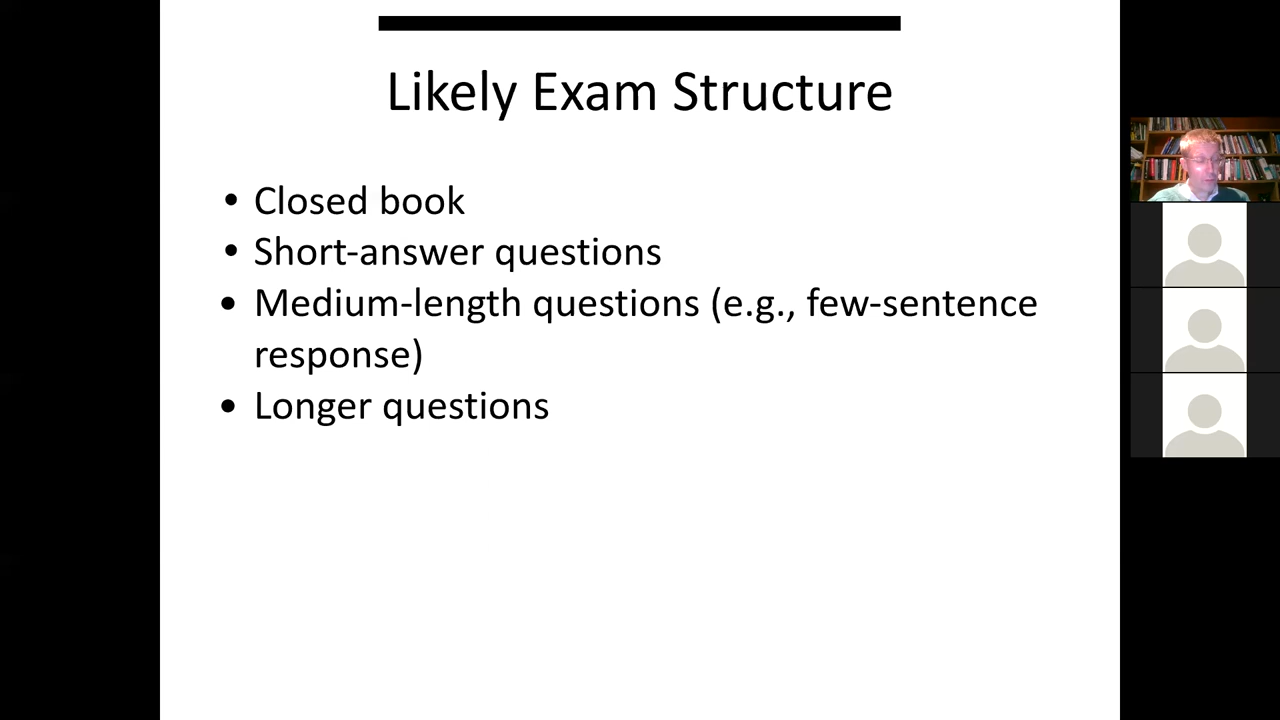 Likely Exam Structure
• Closed book
• Short-answer questions
• Medium-length questions (e.g., few-sentence
response)
• Longer questions